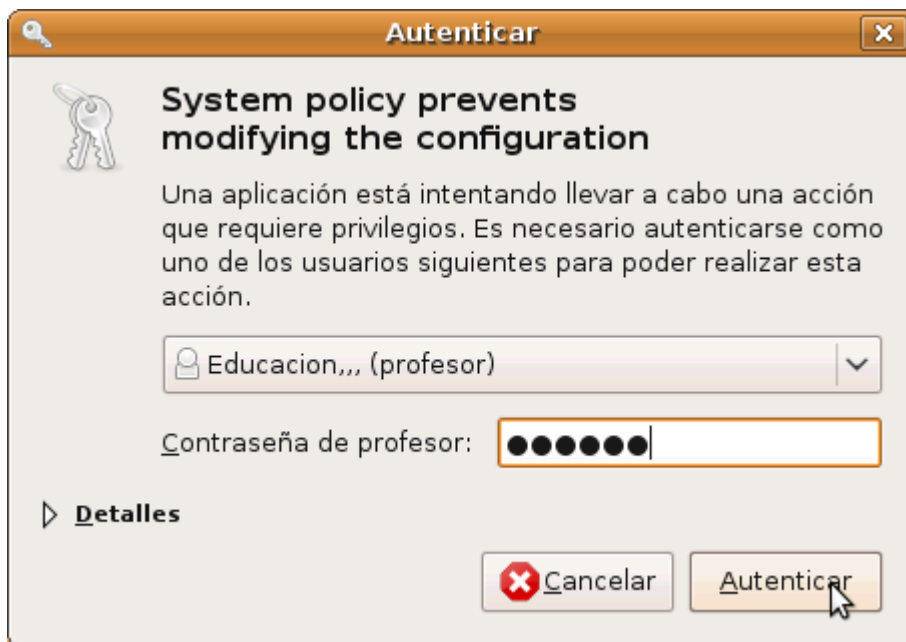 Autenticar
System policy prevents
modifying the configuration
Una aplicación está intentando llevar a cabo una acción
que requiere privilegios. Es necesario autenticarse como
uno de los usuarios siguientes para poder realizar esta
acción.
Educacion,,, (profesor)
Contraseña de profesor: ●●●●●●
Detalles
Cancelar Autenticar